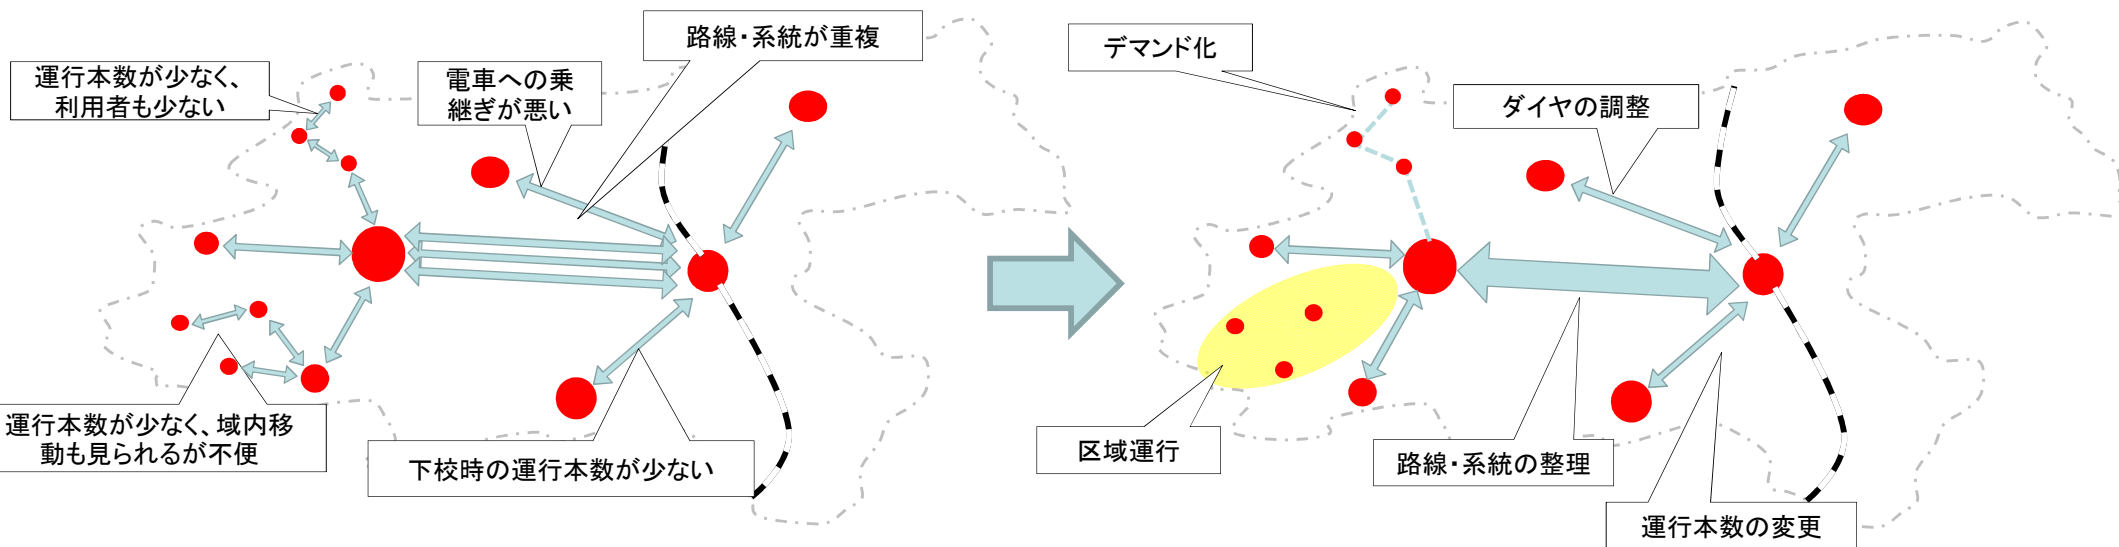 路線・系統が重複
運行本数が少なく、
利用者も少ない
電車への乗
継ぎが悪い
運行本数が少なく、域内移
動も見られるが不便
下校時の運行本数が少ない
デマンド化
ダイヤの調整
区域運行
路線・系統の整理
運行本数の変更